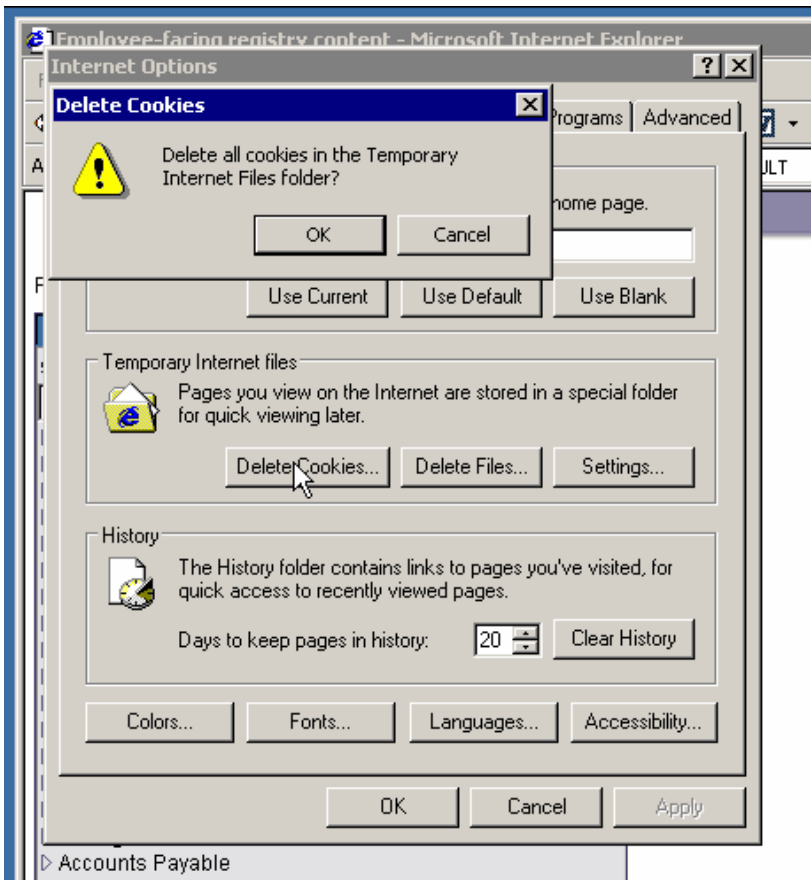 Employee-facing registry content - Microsoft Internet Explorer
Internet Options
Delete Cookies
Programs Advanced
Delete all cookies in the Temporary
Internet Files folder?
OK Cancel
home page.
Use Current Use Default Use Blank
Temporary Internet files
Pages you view on the Internet are stored in a special folder
for quick viewing later.
Delete Cookies... Delete Files... Settings...
History
The History folder contains links to pages you've visited, for
quick access to recently viewed pages.
Days to keep pages in history: 20 Clear History
Colors... Fonts... Languages... Accessibility...
OK Cancel Apply
Accounts Payable